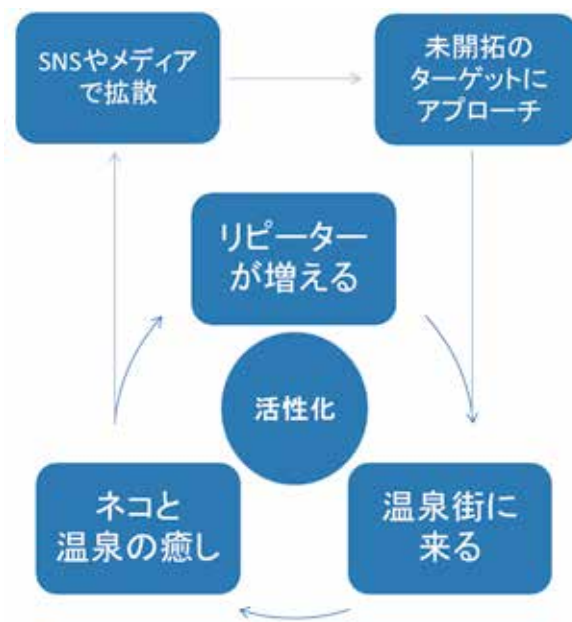 SNSやメディア
で拡散
未開拓の
ターゲットに
アプローチ
リピーター
が増える
活性化
ネコと
温泉の癒し
温泉街に
来る